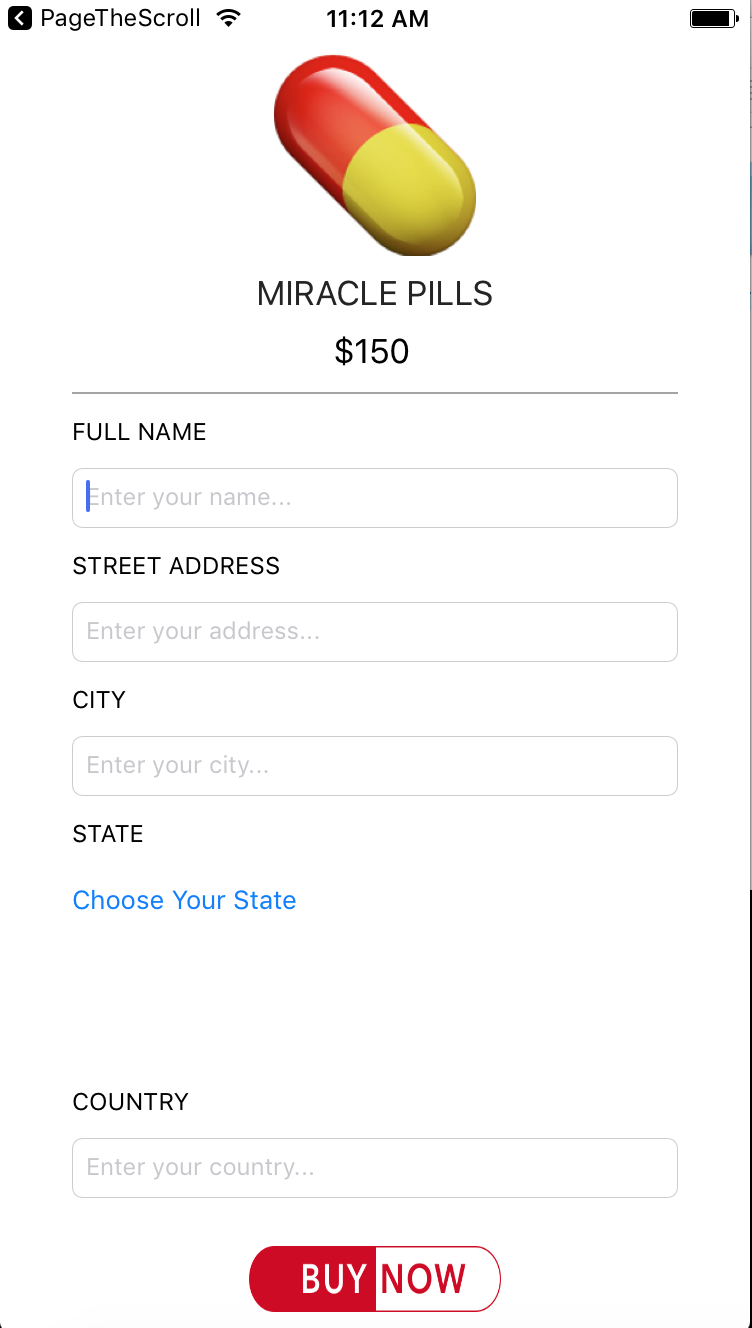 PageTheScroll 11:12 AM
MIRACLE PILLS
$150
FULL NAME
Enter your name...
STREET ADDRESS
Enter your address...
CITY
Enter your city...
STATE
Choose Your State
COUNTRY
Enter your country...
BUY NOW